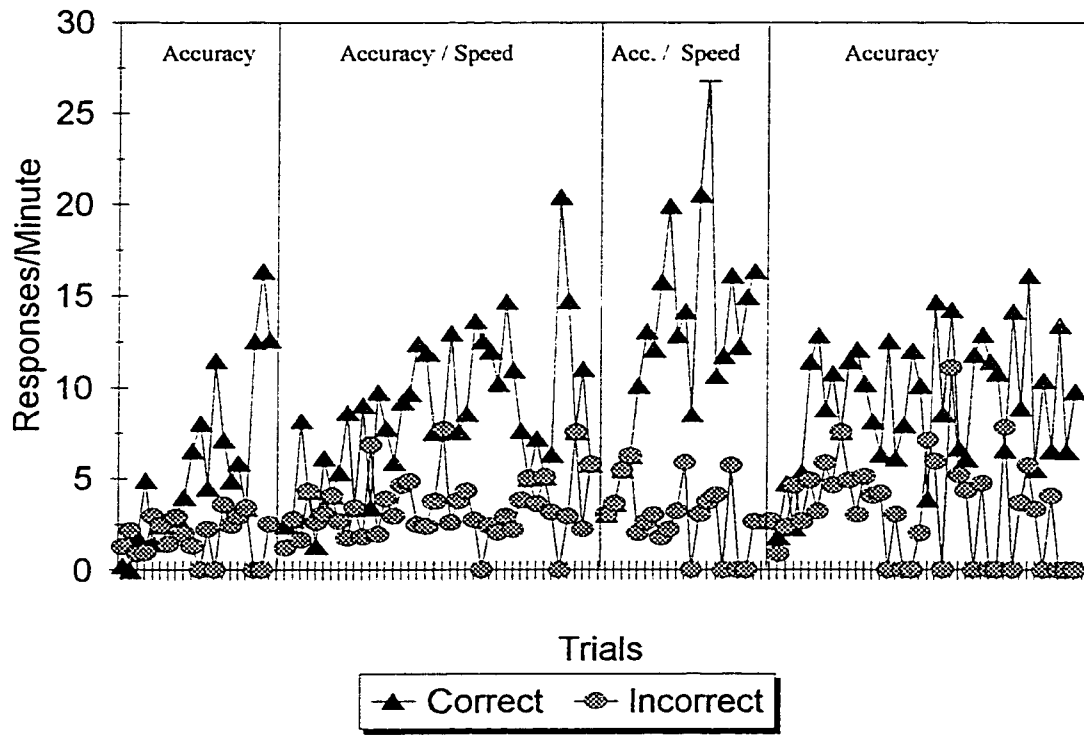 30
Accuracy
Accuracy / Speed
Acc. / Speed
Accuracy
25
20
15
10
5
0
Responses/Minute
Trials
Correct
Incorrect